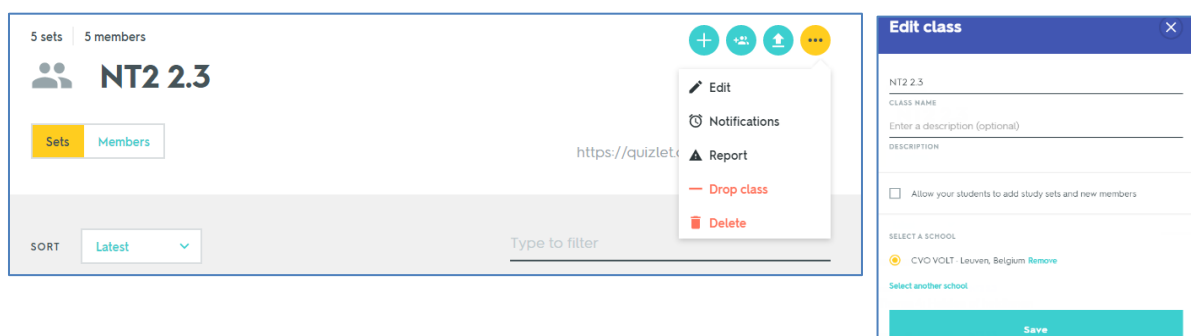 5 sets 5 members
NT2 2.3
Edit
Notifications
Report
Drop class
Delete
Sets Members
https://quizlet.
SORT Latest
Type to filter
Edit class
NT2 2.3
CLASS NAME
Enter a description (optional)
DESCRIPTION
Allow your students to add study sets and new members
SELECT A SCHOOL
CVO VOLT · Leuven, Belgium Remove
Select another school
Save